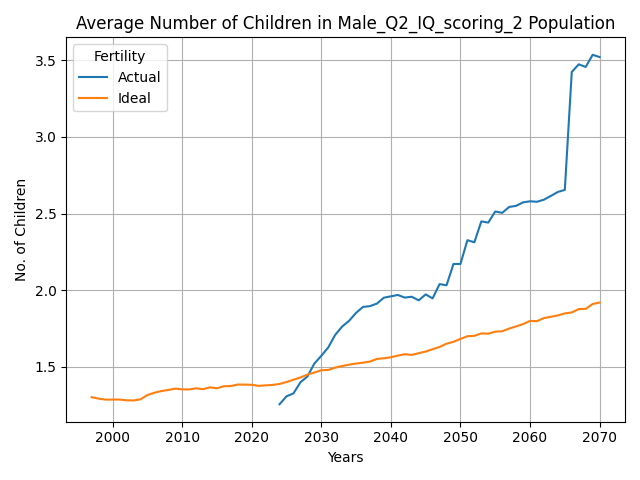 Average Number of Children in Male_Q2_IQ_scoring_2 Population
Fertility
Actual
Ideal
3.5
3.0
2.5
2.0
1.5
No. of Children
2000 2010 2020 2030 2040 2050 2060 2070
Years